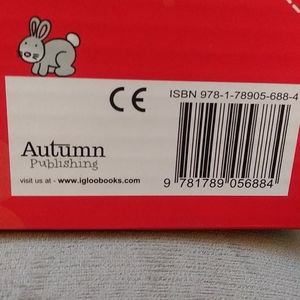 CE
ISBN 978-1-78905-688-4
Autumn
Publishing
visit us at - www.igloobooks.com
9 781789 056884